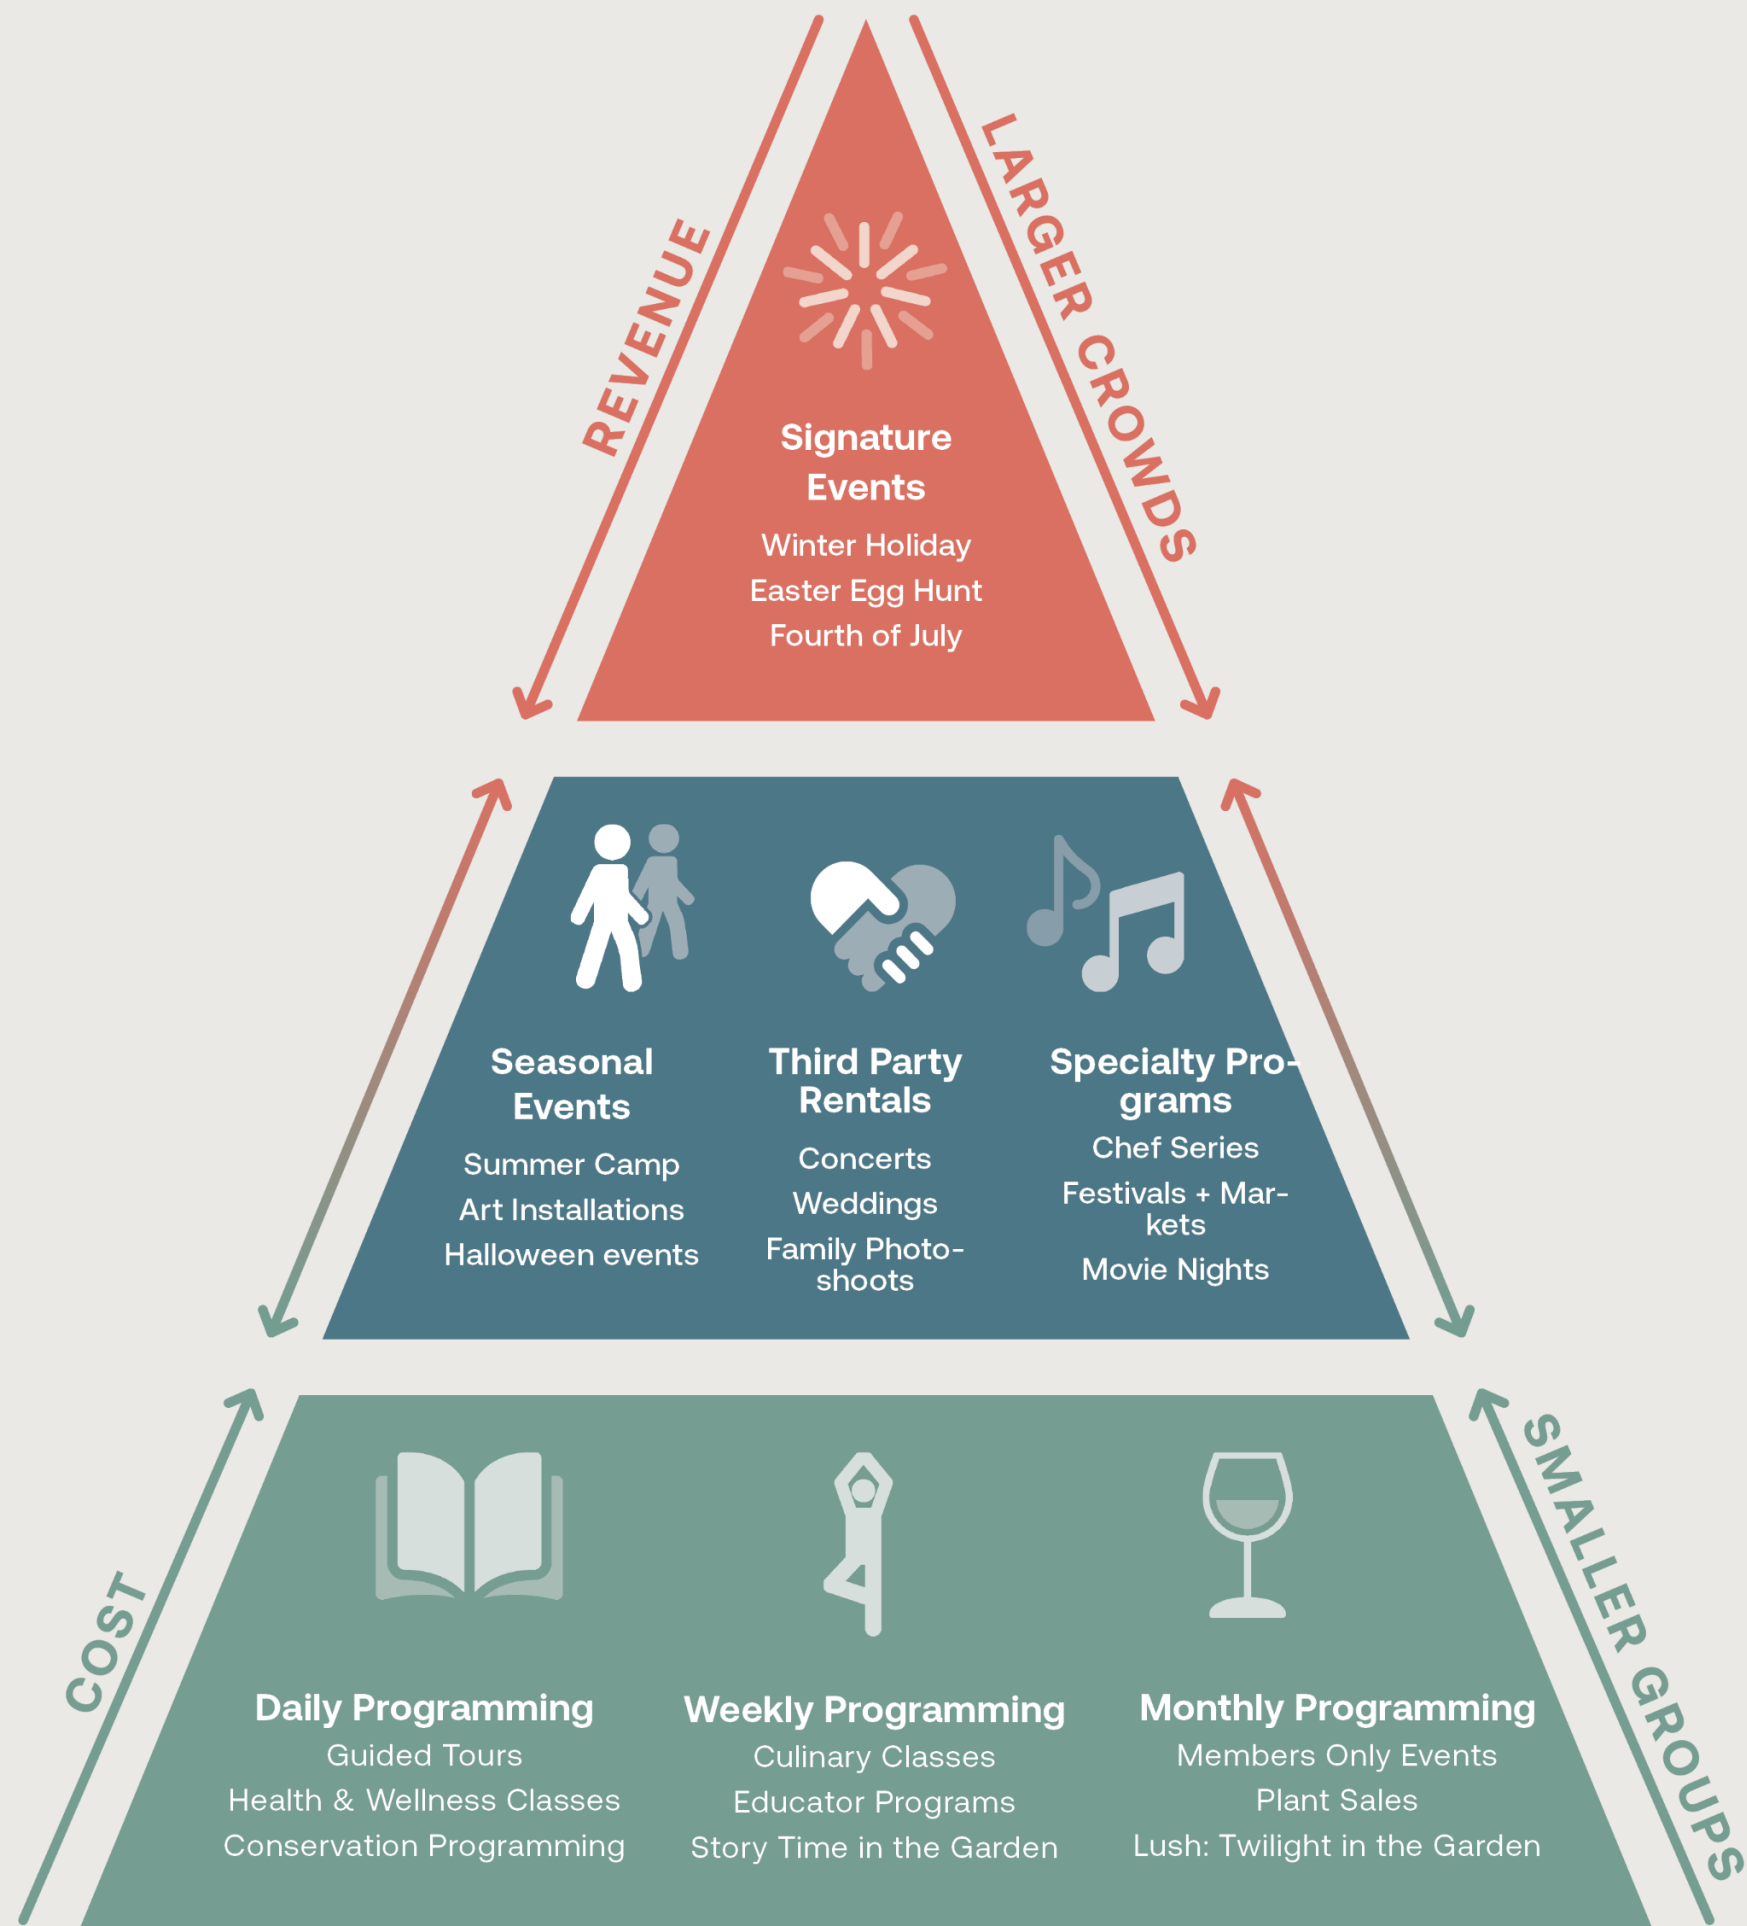 REVENUE
LARGER CROWDS
Signature
Events
Winter Holiday
Easter Egg Hunt
Fourth of July
Seasonal
Events
Summer Camp
Art Installations
Halloween events
Third Party
Rentals
Concerts
Weddings
Family Photo-
shoots
Specialty Pro-
grams
Chef Series
Festivals + Mar-
kets
Movie Nights
COST
SMALLER GROUPS
Daily Programming
Guided Tours
Health & Wellness Classes
Conservation Programming
Weekly Programming
Culinary Classes
Educator Programs
Story Time in the Garden
Monthly Programming
Members Only Events
Plant Sales
Lush: Twilight in the Garden